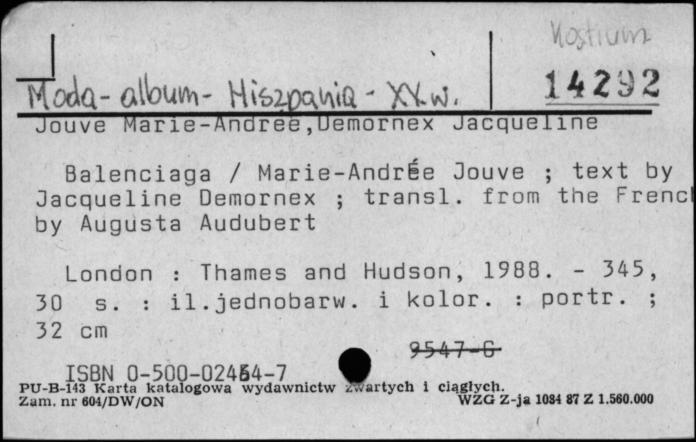 Kostium
14292
Moda - album - Hiszpania - XX w.
Jouve Marie-Andrée,Demornex Jacqueline
Balenciaga / Marie-Andrée Jouve ; text by
Jacqueline Demornex ; transl. from the French
by Augusta Audubert
London : Thames and Hudson, 1988. - 345,
30 s. : il.jednobarw. i kolor. : portr. ;
32 cm
9547-G
ISBN 0-500-02464-7
PU-B-143 Karta katalogowa wydawnictw zwartych i ciągłych.
Zam. nr 604/DW/ON WZG Z-ja 1084 87 Z 1.560.000